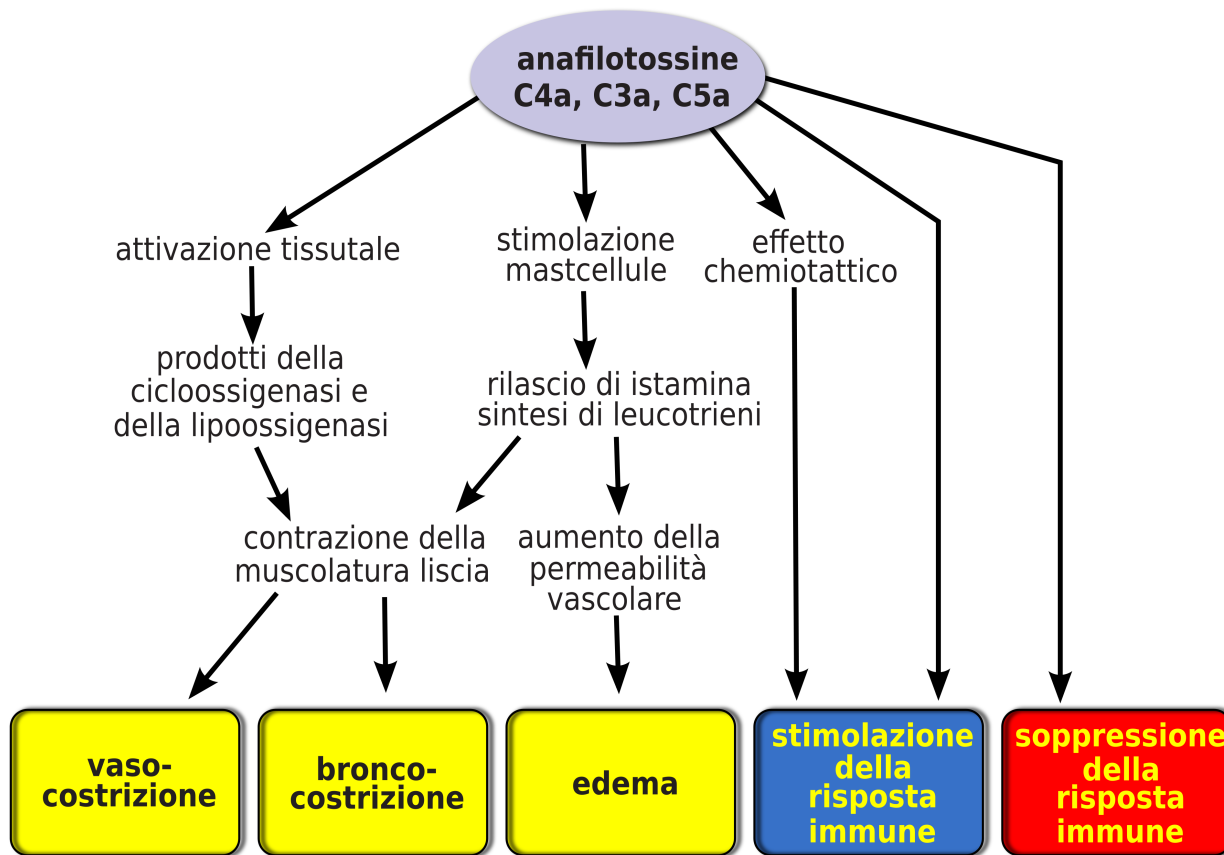 anafilotossine
C4a, C3a, C5a
attivazione tissutale
stimolazione
mastcellule
effetto
chemiotattico
prodotti della
cicloossigenasi e
della lipoossigenasi
rilascio di istamina
sintesi di leucotrieni
contrazione della
muscolatura liscia
aumento della
permeabilità
vascolare
vaso-
costrizione
bronco-
costrizione
edema
stimolazione
della
risposta
immune
soppressione
della
risposta
immune